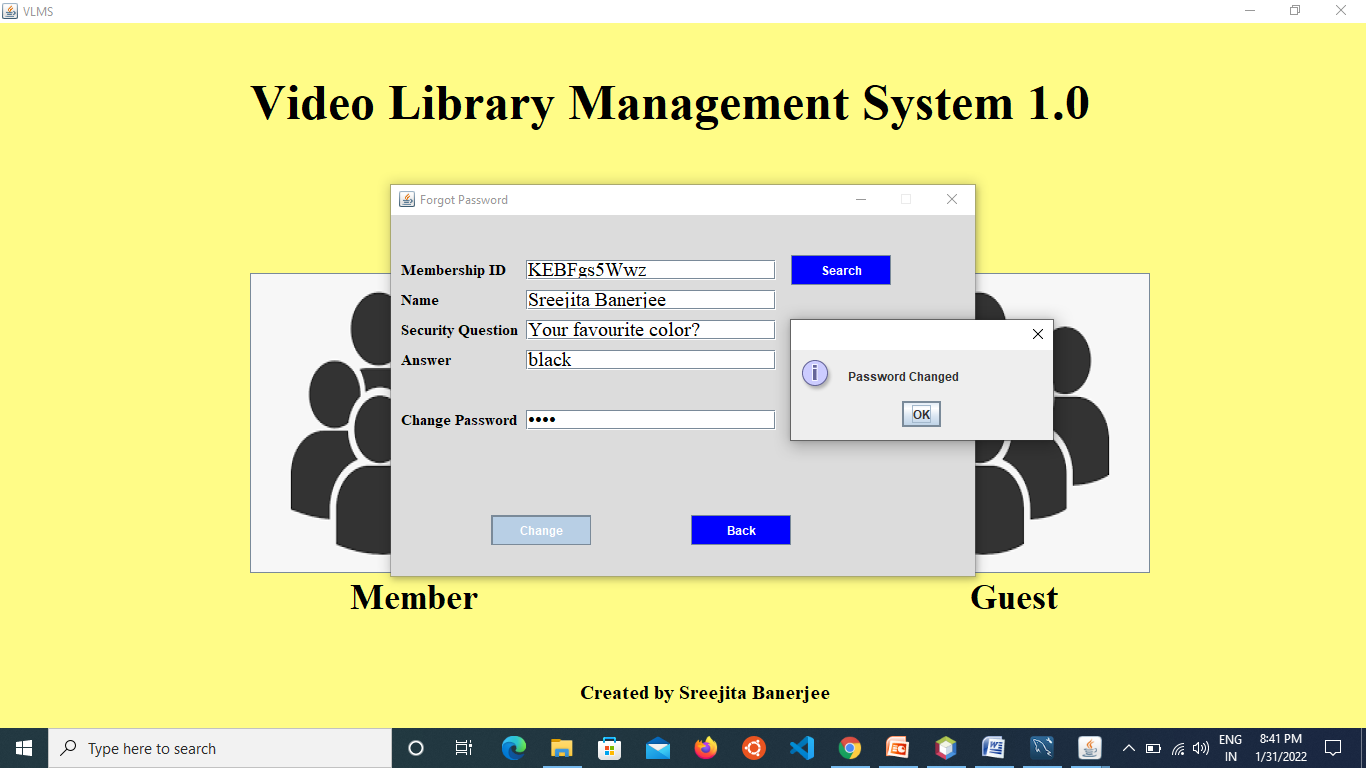 VLMS
Video Library Management System 1.0
Forgot Password
Membership ID KEBFgs5Wwz Search
Name Sreejita Banerjee
Security Question Your favourite color?
Answer black
Password Changed
OK
Change Password ••••
Change Back
Member Guest
Created by Sreejita Banerjee
Type here to search
ENG 8:41 PM
IN 1/31/2022